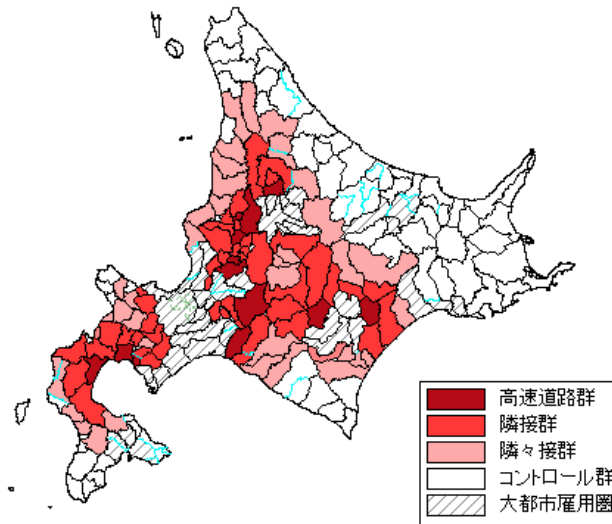 高速道路群
隣接群
隣々接群
コントロール群
大都市雇用圏